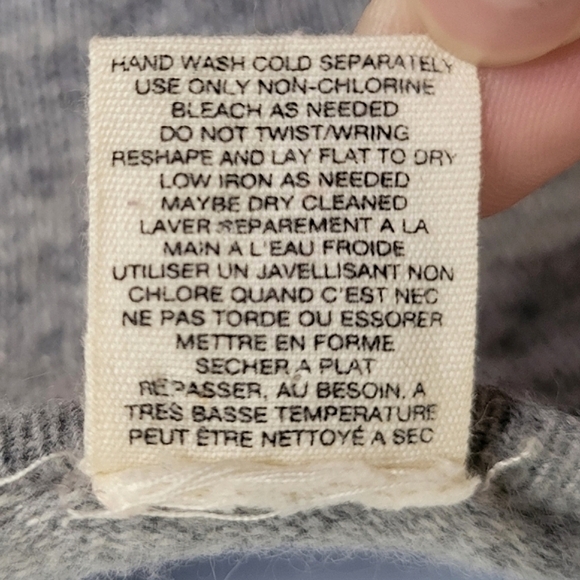 HAND WASH COLD SEPARATELY
USE ONLY NON-CHLORINE
BLEACH AS NEEDED
DO NOT TWIST/WRING
RESHAPE AND LAY FLAT TO DRY
LOW IRON AS NEEDED
MAYBE DRY CLEANED
LAVER SEPAREMENT A LA
MAIN A L'EAU FROIDE
UTILISER UN JAVELLISANT NON
CHLORE QUAND C'EST NEC
NE PAS TORDE OU ESSORER
METTRE EN FORME
SECHER A PLAT
REPASSER, AU BESOIN, A
TRES BASSE TEMPERATURE
PEUT ÊTRE NETTOYÉ A SEC